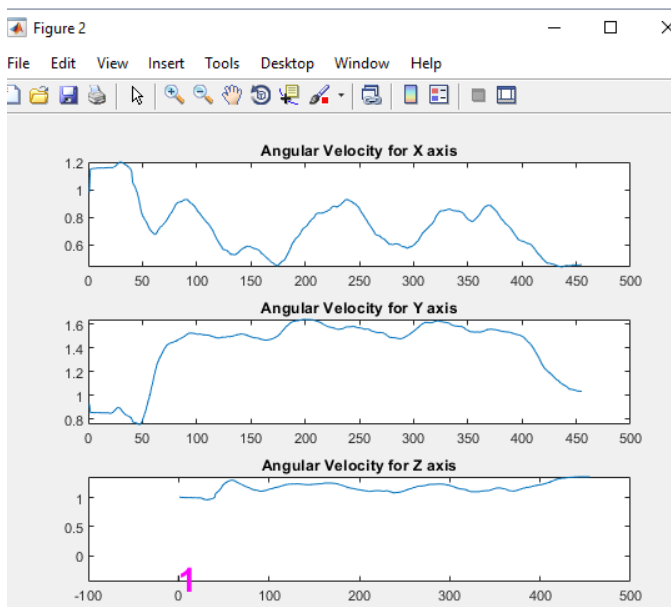 Figure 2
File Edit View Insert Tools Desktop Window Help
Angular Velocity for X axis
1.2
1
0.8
0.6
0 50 100 150 200 250 300 350 400 450 500
Angular Velocity for Y axis
1.6
1.4
1.2
1
0.8
0 50 100 150 200 250 300 350 400 450 500
Angular Velocity for Z axis
1
0.5
0
1
-100 0 100 200 300 400 500